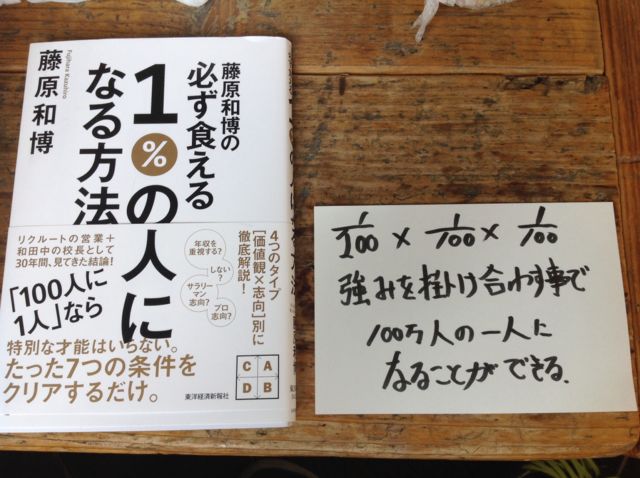 藤原和博の
必ず食える
1%の人に
なる方法
Fujihara Kazuhiro
藤原和博
4つのタイプ
[価値観×志向]別に
徹底解説!
年収を
重視する?
しない?
サラリー
マン
志向?
プロ
志向?
リクルートの営業+
和田中の校長として
30年間、見てきた結論!
「100人に
1人」なら
特別な才能はいらない。
たった7つの条件を
クリアするだけ。
C A
D B
東洋経済新報社
1/100 × 1/100 × 1/100
強みを掛け合わす事で
100万人の一人に
なることができる.